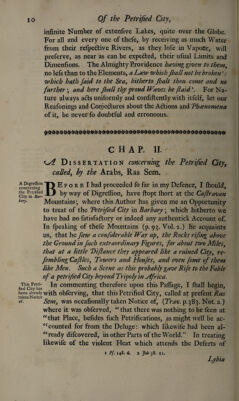 10 Of the Petrified City,
infinite Number of extensive Lakes, quite over the Globe.
For all and every one of these, by receiving as much Water
from their respective Rivers, as they lose in Vapour, will
preserve, as near as can be expected, their usual Limits and
Dimensions. The Almighty Providence having given to them,
no less than to the Elements, a Law which shall not be broken¹
which hath said to the Sea, hitherto shalt thou come and no
further ; and here shall thy proud Waves be staid². For Na-
ture always acts uniformly and consistently with itself, let our
Reasonings and Conjectures about the Actions and Phænomena
of it, be never so doubtful and erroneous.
CHAP. II.
A DISSERTATION concerning the Petrified City,
called, by the Arabs, Ras Sem.
A Digression
concerning
the Petrified
City in Bar-
bary.
BEFORE I had proceeded so far in my Defence, I should,
by way of Digression, have stopt short at the Castravan
Mountains; where this Author has given me an Opportunity
to treat of the Petrified City in Barbary; which hitherto we
have had no satisfactory or indeed any authentick Account of.
In speaking of these Mountains (p. 93. Vol. 2.) he acquaints
us, that he saw a considerable Way up, the Rocks rising above
the Ground in such extraordinary Figures, for about two Miles,
that at a little Distance they appeared like a ruined City, re-
sembling Castles, Towers and Houses, and even some of them
like Men. Such a Scene as this probably gave Rise to the Fable
of a petrified City beyond Tripoly in Africa.
This Petri-
fied City has
been already
taken Notice
of.
In commenting therefore upon this Passage, I shall begin,
with observing, that this Petrified City, called at present Ras
Sem, was occasionally taken Notice of, (Trav. p.383. Not. 2.)
where it was observed, “that there was nothing to be seen at
“that Place, besides such Petrifications, as might well be ac-
“counted for from the Deluge: which likewise had been al-
“ready discovered, in other Parts of the World.” In treating
likewise of the violent Heat which attends the Deserts of
1 Ps. 148. 6. 2 Job 38. 11.
Lybia